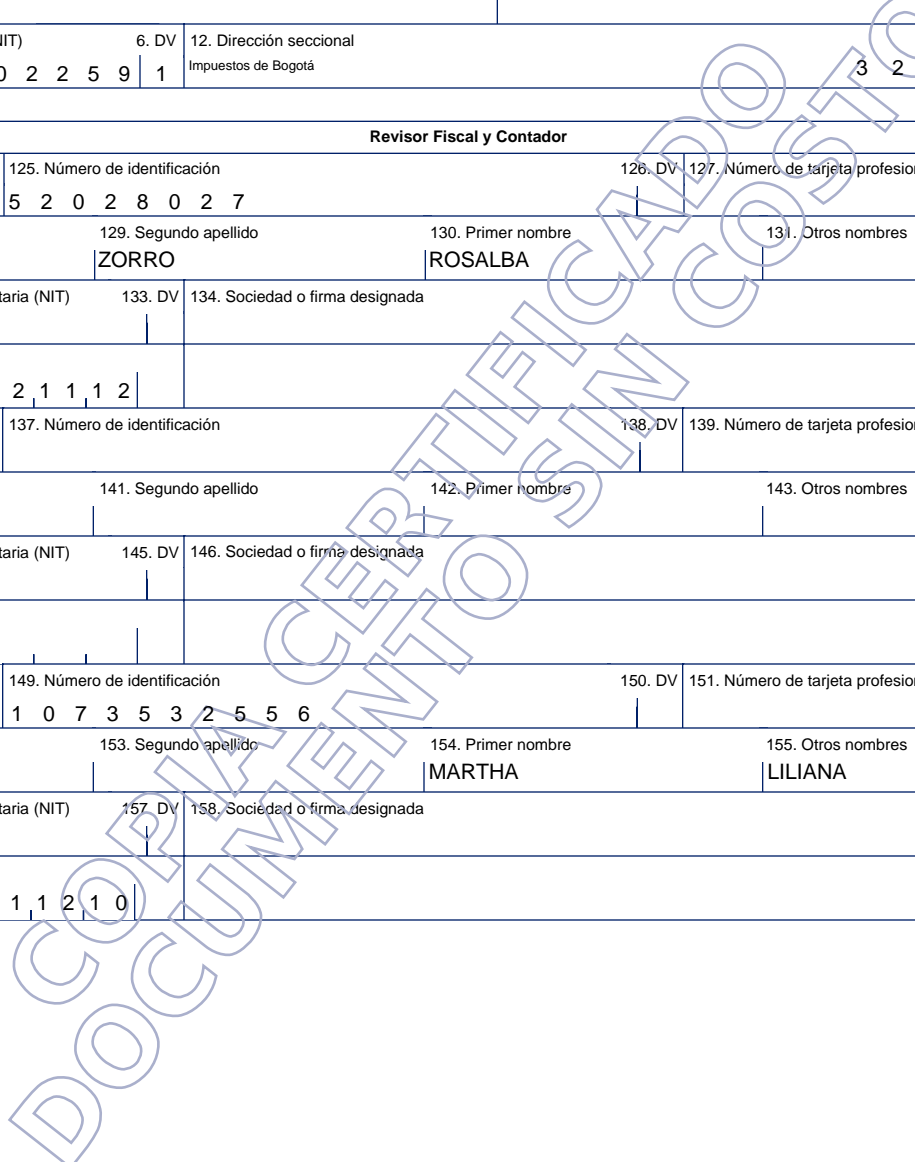 NIT) 6. DV 12. Dirección seccional
0 2 2 5 9 1 Impuestos de Bogotá 3 2
Revisor Fiscal y Contador
125. Número de identificación 126. DV 127. Número de tarjeta profesion
5 2 0 2 8 0 2 7
129. Segundo apellido 130. Primer nombre 131. Otros nombres
ZORRO ROSALBA
taria (NIT) 133. DV 134. Sociedad o firma designada
2 1 1 1 2
137. Número de identificación 138. DV 139. Número de tarjeta profesion
141. Segundo apellido 142. Primer nombre 143. Otros nombres
taria (NIT) 145. DV 146. Sociedad o firma designada
149. Número de identificación 150. DV 151. Número de tarjeta profesion
1 0 7 3 5 3 2 5 5 6
153. Segundo apellido 154. Primer nombre 155. Otros nombres
MARTHA LILIANA
taria (NIT) 157. DV 158. Sociedad o firma designada
1 1 2 1 0
COPIA CERTIFICADO
DOCUMENTO SIN COSTO